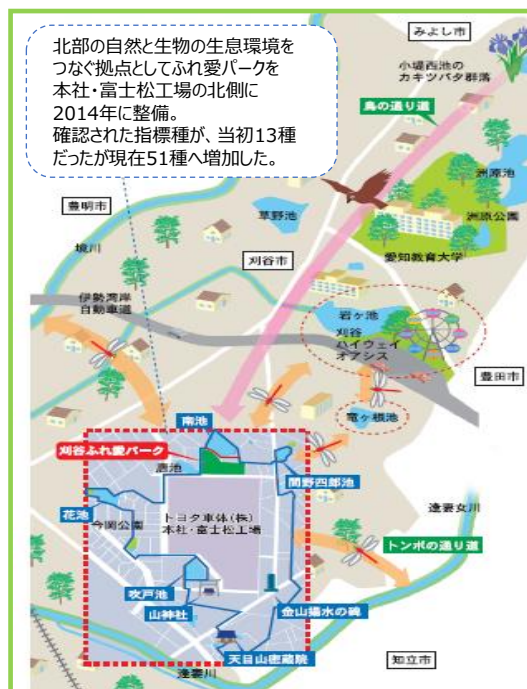 北部の自然と生物の生息環境を
つなぐ拠点としてふれ愛パークを
本社・富士松工場の北側に
2014年に整備。
確認された指標種が、当初13種
だったが現在51種へ増加した。
みよし市
小堤西池の
カキツバタ群落
鳥の通り道
洲原池
洲原公園
豊明市
草野池
愛知教育大学
境川
刈谷市
伊勢湾岸
自動車道
岩ヶ池
刈谷
ハイウェイ
オアシス
豊田市
南池
竜ヶ根池
刈谷ふれ愛パーク
唐池
間野四郎池
花池
今岡公園
トヨタ車体(株)
本社・富士松工場
逢妻女川
トンボの通り道
吹戸池
山神社
金山揚水の碑
天目山密蔵院
逢妻川
知立市